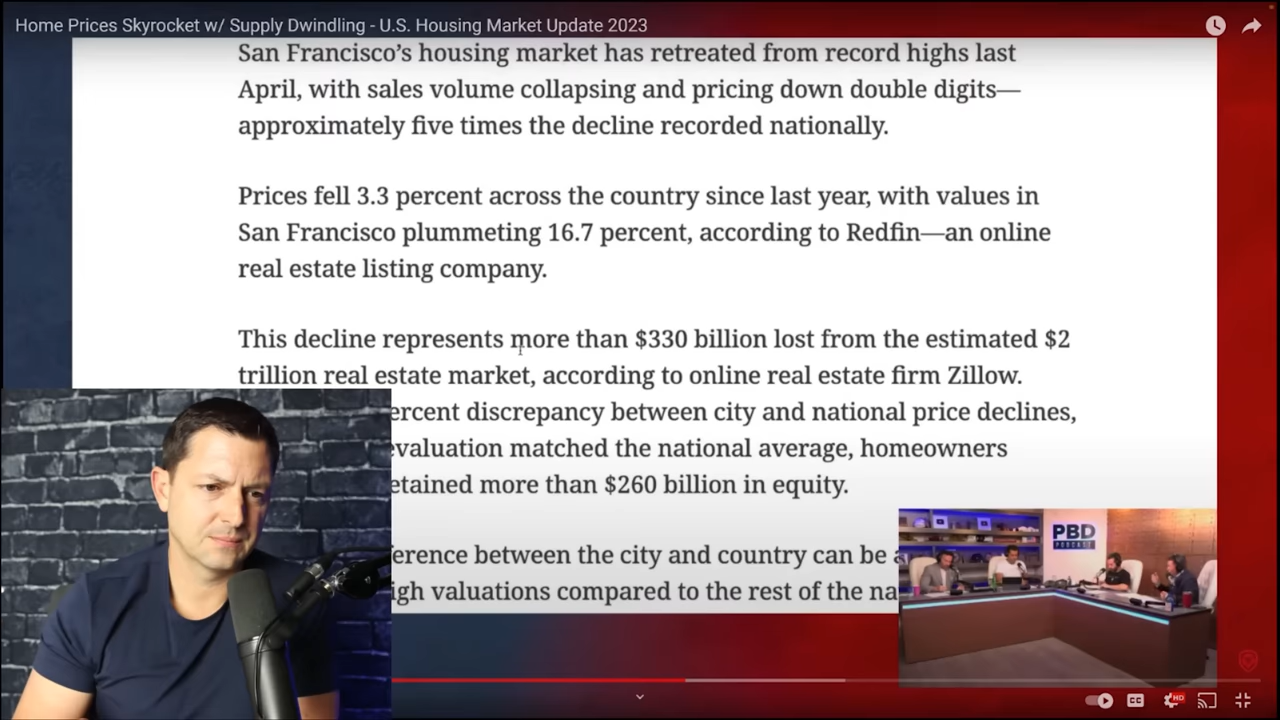 Home Prices Skyrocket w/ Supply Dwindling - U.S. Housing Market Update 2023
San Francisco’s housing market has retreated from record highs last
April, with sales volume collapsing and pricing down double digits—
approximately five times the decline recorded nationally.
Prices fell 3.3 percent across the country since last year, with values in
San Francisco plummeting 16.7 percent, according to Redfin—an online
real estate listing company.
This decline represents more than $330 billion lost from the estimated $2
trillion real estate market, according to online real estate firm Zillow.
ercent discrepancy between city and national price declines,
evaluation matched the national average, homeowners
etained more than $260 billion in equity.
ference between the city and country can be
igh valuations compared to the rest of the na
PBD
PODCAST
CC
HD